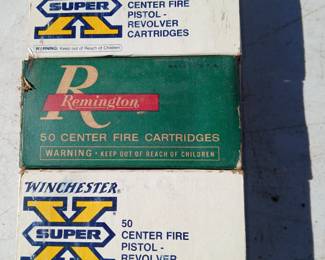 SUPER
X
CENTER FIRE
PISTOL -
REVOLVER
CARTRIDGES
WARNING: Keep out of Reach of Children
R
Remington
50 CENTER FIRE CARTRIDGES
WARNING • KEEP OUT OF REACH OF CHILDREN
WINCHESTER
SUPER
X
50
CENTER FIRE
PISTOL -
REVOLVER